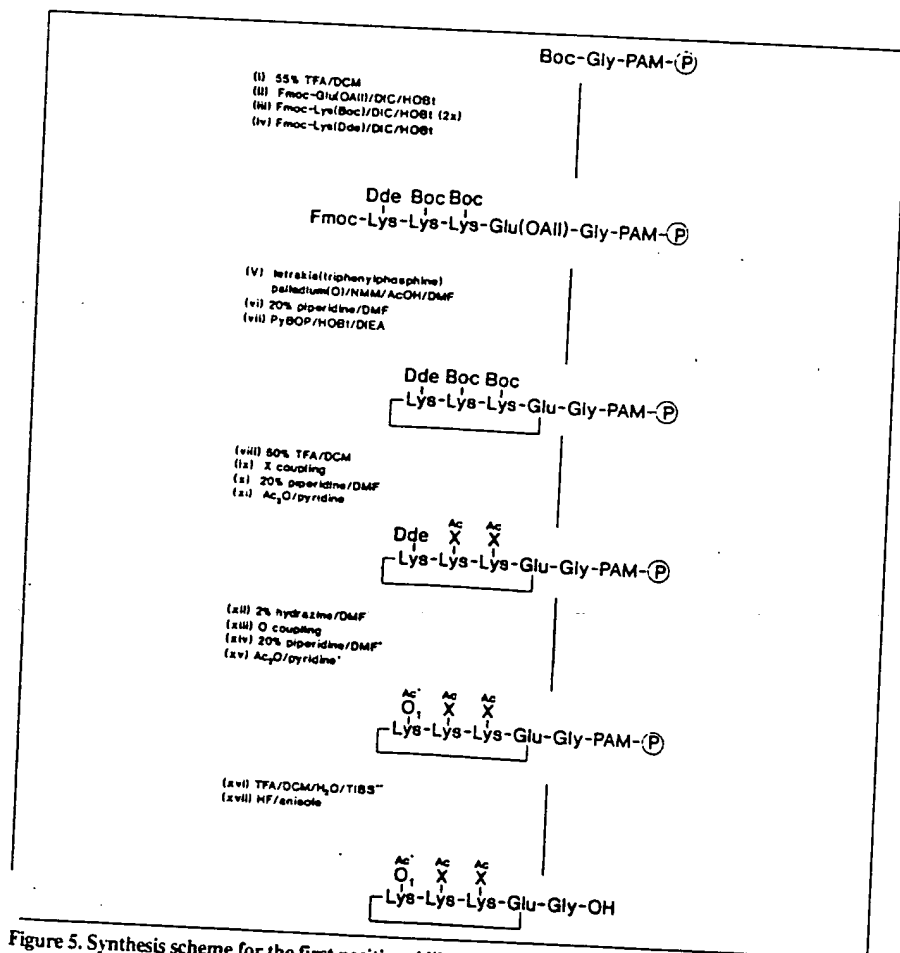 Boc-Gly-PAM-Ⓟ
(i) 55% TFA/DCM
(ii) Fmoc-Glu(OAll)/DIC/HOBt
(iii) Fmoc-Lys(Boc)/DIC/HOBt (2x)
(iv) Fmoc-Lys(Dde)/DIC/HOBt
Dde Boc Boc
Fmoc-Lys-Lys-Lys-Glu(OAll)-Gly-PAM-Ⓟ
(V) tetrakis(triphenylphosphine)
palladium(0)/NMM/AcOH/DMF
(vi) 20% piperidine/DMF
(vii) PyBOP/HOBt/DIEA
Dde Boc Boc
Lys-Lys-Lys-Glu-Gly-PAM-Ⓟ
(viii) 50% TFA/DCM
(ix) X coupling
(x) 20% piperidine/DMF
(xi) Ac₂O/pyridine
Ac Ac
Dde X X
Lys-Lys-Lys-Glu-Gly-PAM-Ⓟ
(xii) 2% hydrazine/DMF
(xiii) O coupling
(xiv) 20% piperidine/DMF*
(xv) Ac₂O/pyridine*
Ac* Ac Ac
O₁ X X
Lys-Lys-Lys-Glu-Gly-PAM-Ⓟ
(xvi) TFA/DCM/H₂O/TIBS**
(xvii) HF/anisole
Ac* Ac Ac
O₁ X X
Lys-Lys-Lys-Glu-Gly-OH
Figure 5. Synthesis scheme for the first